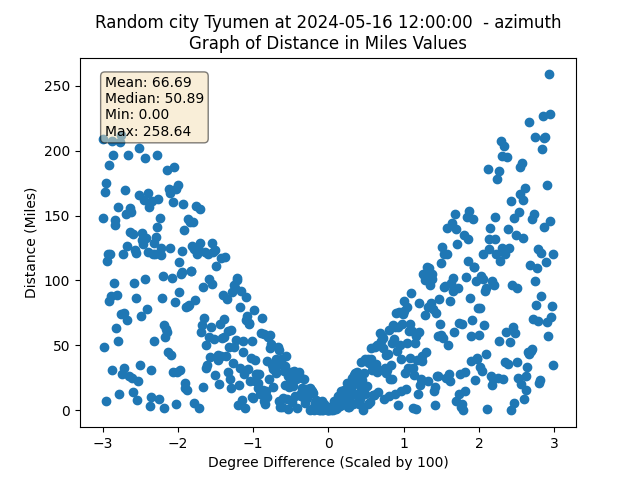 Random city Tyumen at 2024-05-16 12:00:00  - azimuth
Graph of Distance in Miles Values
Mean: 66.69
Median: 50.89
Min: 0.00
Max: 258.64
250
200
150
100
50
0
Distance (Miles)
−3 −2 −1 0 1 2 3
Degree Difference (Scaled by 100)